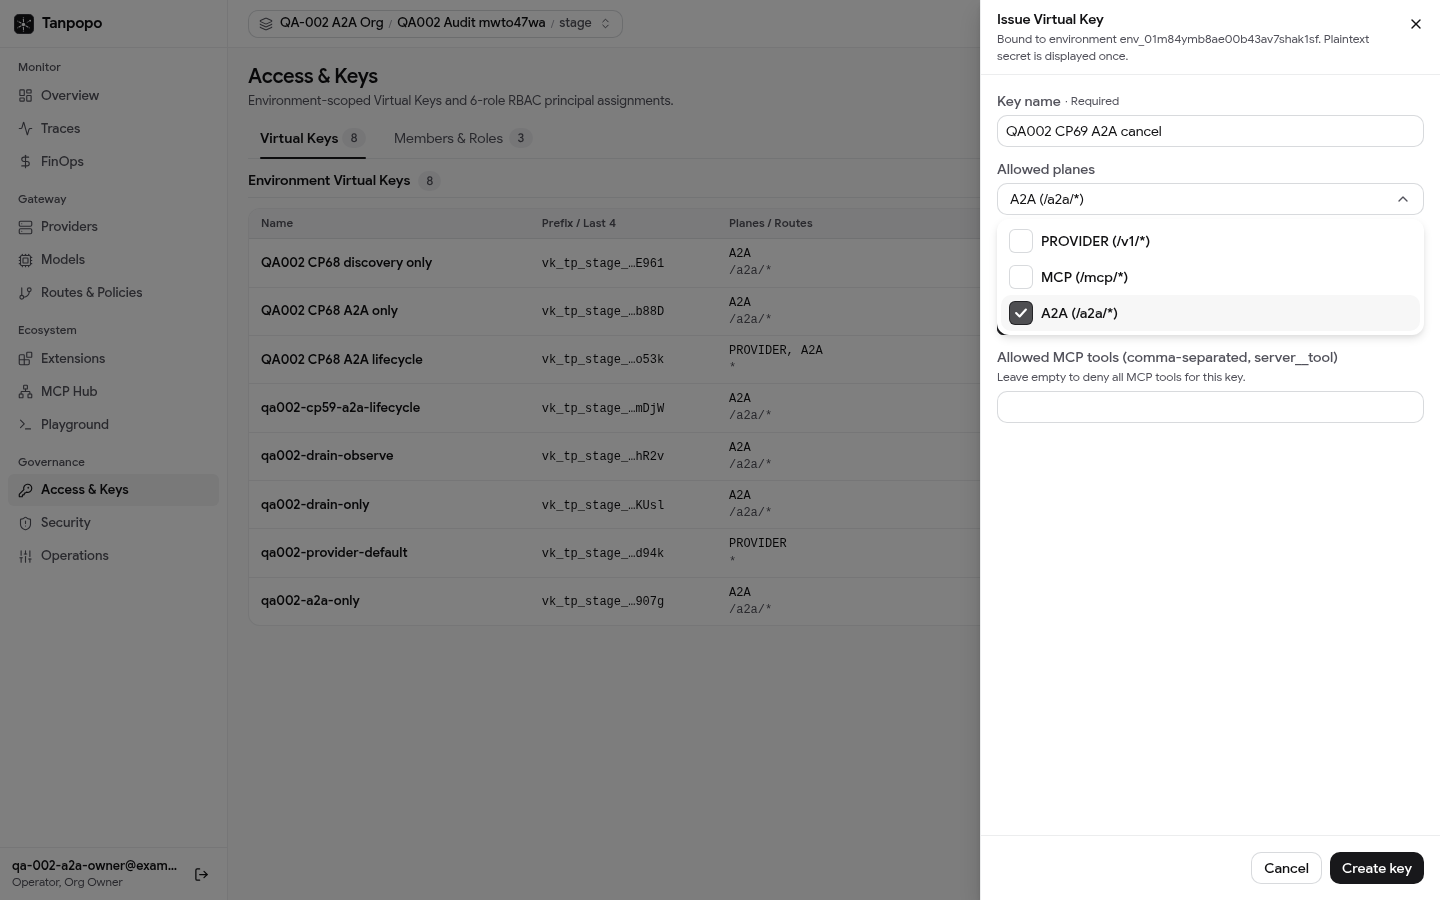 Tanpopo
Monitor
Overview
Traces
FinOps
Gateway
Providers
Models
Routes & Policies
Ecosystem
Extensions
MCP Hub
Playground
Governance
Access & Keys
Security
Operations
qa-002-a2a-owner@exam...
Operator, Org Owner
QA-002 A2A Org / QA002 Audit mwto47wa / stage
Access & Keys
Environment-scoped Virtual Keys and 6-role RBAC principal assignments.
Virtual Keys 8 Members & Roles 3
Environment Virtual Keys 8
Name Prefix / Last 4 Planes / Routes
QA002 CP68 discovery only vk_tp_stage_…E961 A2A
/a2a/*
QA002 CP68 A2A only vk_tp_stage_…b88D A2A
/a2a/*
QA002 CP68 A2A lifecycle vk_tp_stage_…o53k PROVIDER, A2A
*
qa002-cp59-a2a-lifecycle vk_tp_stage_…mDjW A2A
/a2a/*
qa002-drain-observe vk_tp_stage_…hR2v A2A
/a2a/*
qa002-drain-only vk_tp_stage_…KUsl A2A
/a2a/*
qa002-provider-default vk_tp_stage_…d94k PROVIDER
*
qa002-a2a-only vk_tp_stage_…907g A2A
/a2a/*
Issue Virtual Key
Bound to environment env_01m84ymb8ae00b43av7shak1sf. Plaintext
secret is displayed once.
Key name · Required
QA002 CP69 A2A cancel
Allowed planes
A2A (/a2a/*)
PROVIDER (/v1/*)
MCP (/mcp/*)
A2A (/a2a/*)
Allowed MCP tools (comma-separated, server__tool)
Leave empty to deny all MCP tools for this key.
Cancel Create key